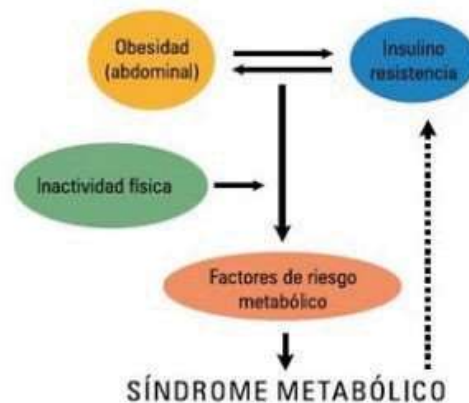 Obesidad
(abdominal)
Insulino
resistencia
Inactividad física
Factores de riesgo
metabólico
SÍNDROME METABÓLICO